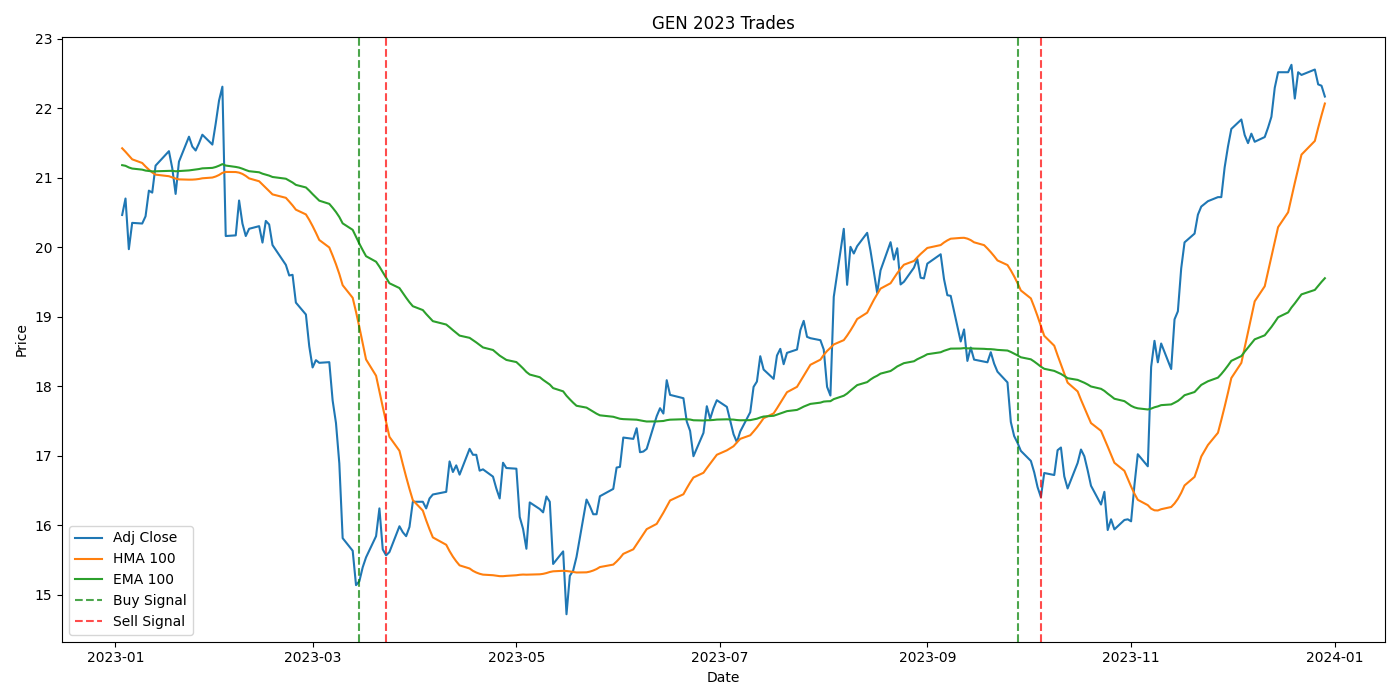 GEN 2023 Trades
Price
23
22
21
20
19
18
17
16
15
Adj Close
HMA 100
EMA 100
Buy Signal
Sell Signal
2023-01 2023-03 2023-05 2023-07 2023-09 2023-11 2024-01
Date